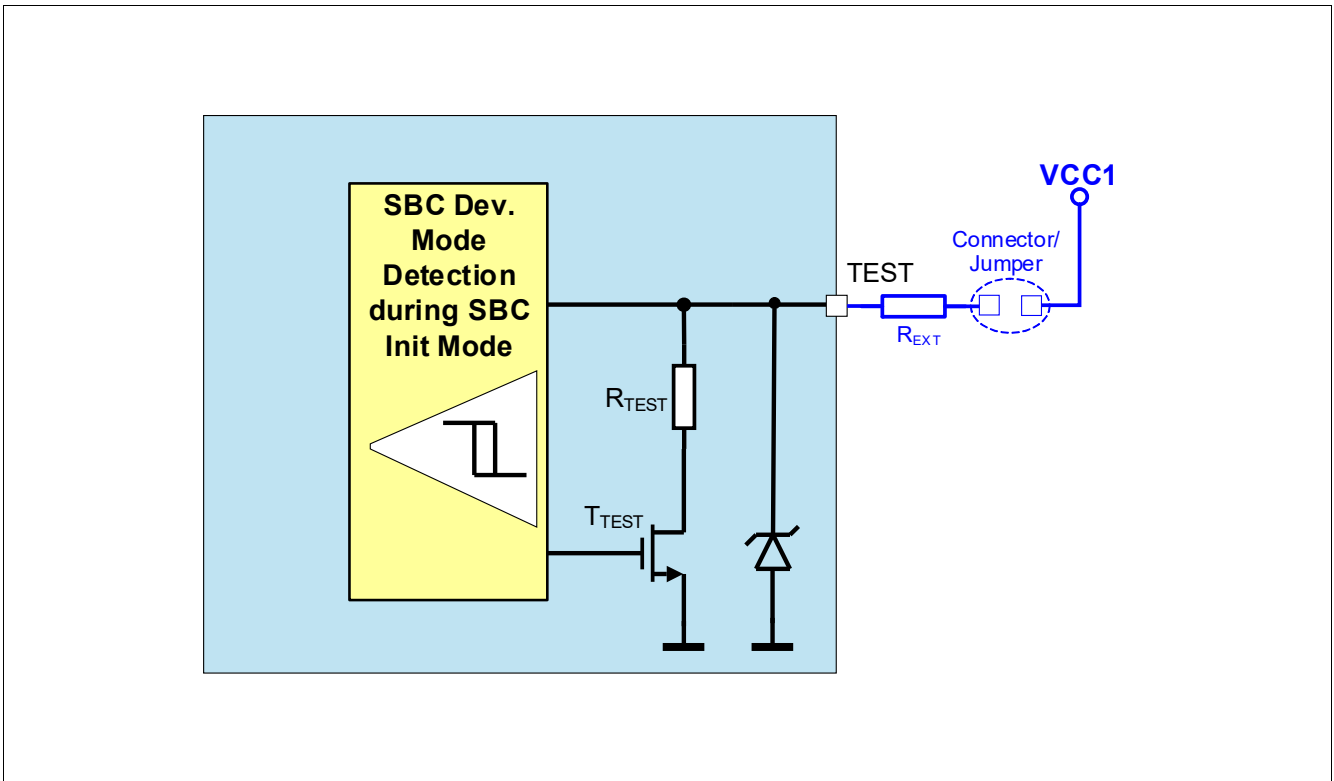 SBC Dev.
Mode
Detection
during SBC
Init Mode
RTEST
TTEST
TEST
REXT
Connector/
Jumper
VCC1